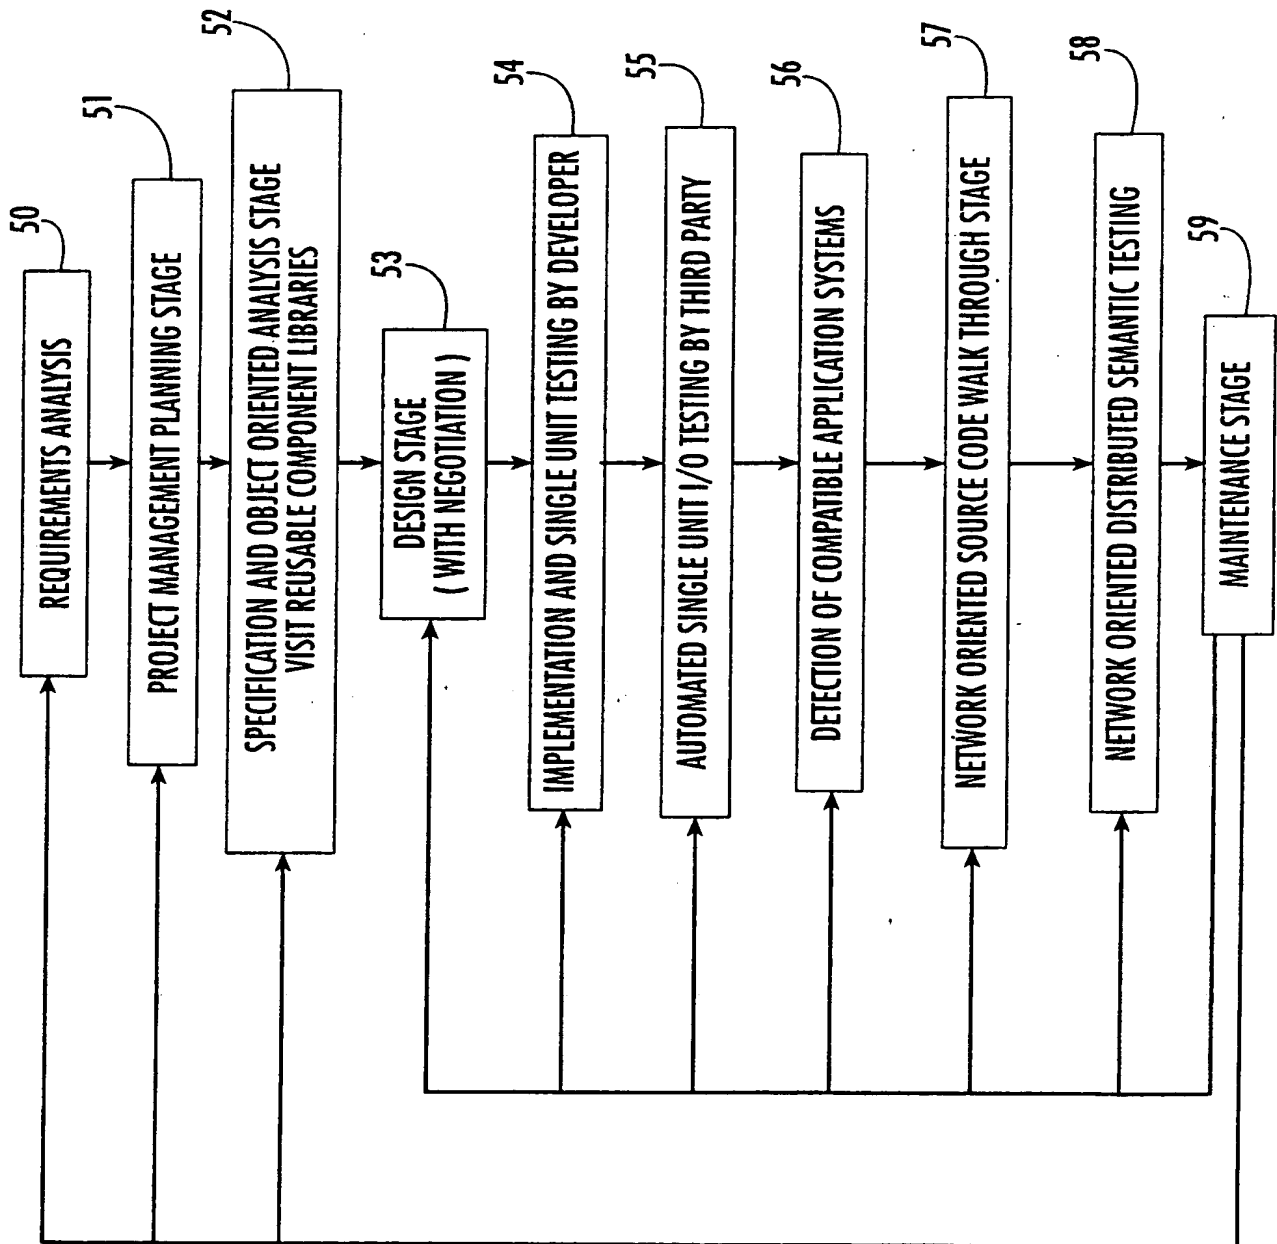 50
REQUIREMENTS ANALYSIS
51
PROJECT MANAGEMENT PLANNING STAGE
52
SPECIFICATION AND OBJECT ORIENTED ANALYSIS STAGE
VISIT REUSABLE COMPONENT LIBRARIES
53
DESIGN STAGE
( WITH NEGOTIATION )
54
IMPLEMENTATION AND SINGLE UNIT TESTING BY DEVELOPER
55
AUTOMATED SINGLE UNIT I/O TESTING BY THIRD PARTY
56
DETECTION OF COMPATIBLE APPLICATION SYSTEMS
57
NETWORK ORIENTED SOURCE CODE WALK THROUGH STAGE
58
NETWORK ORIENTED DISTRIBUTED SEMANTIC TESTING
59
MAINTENANCE STAGE